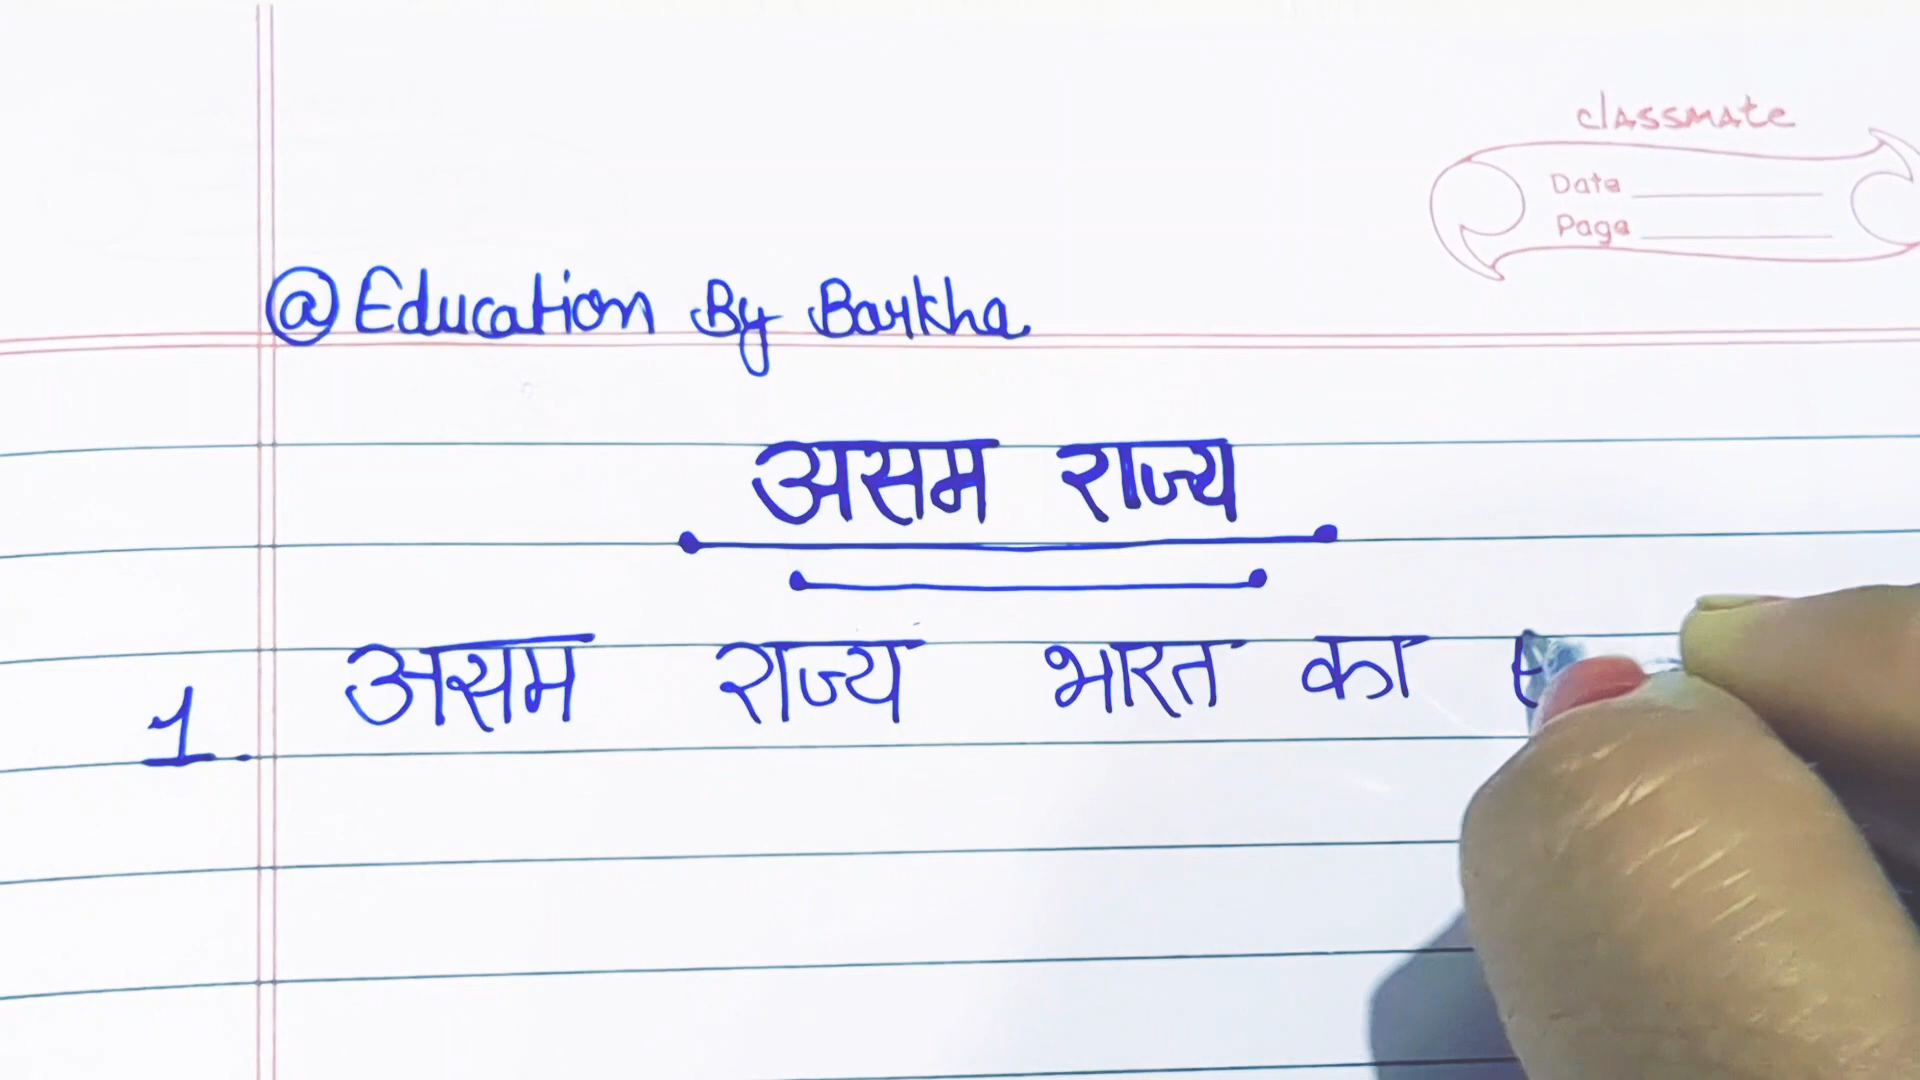 classmate
Date
Page
@Education By Barkha
असम राज्य
1. असम राज्य भारत का